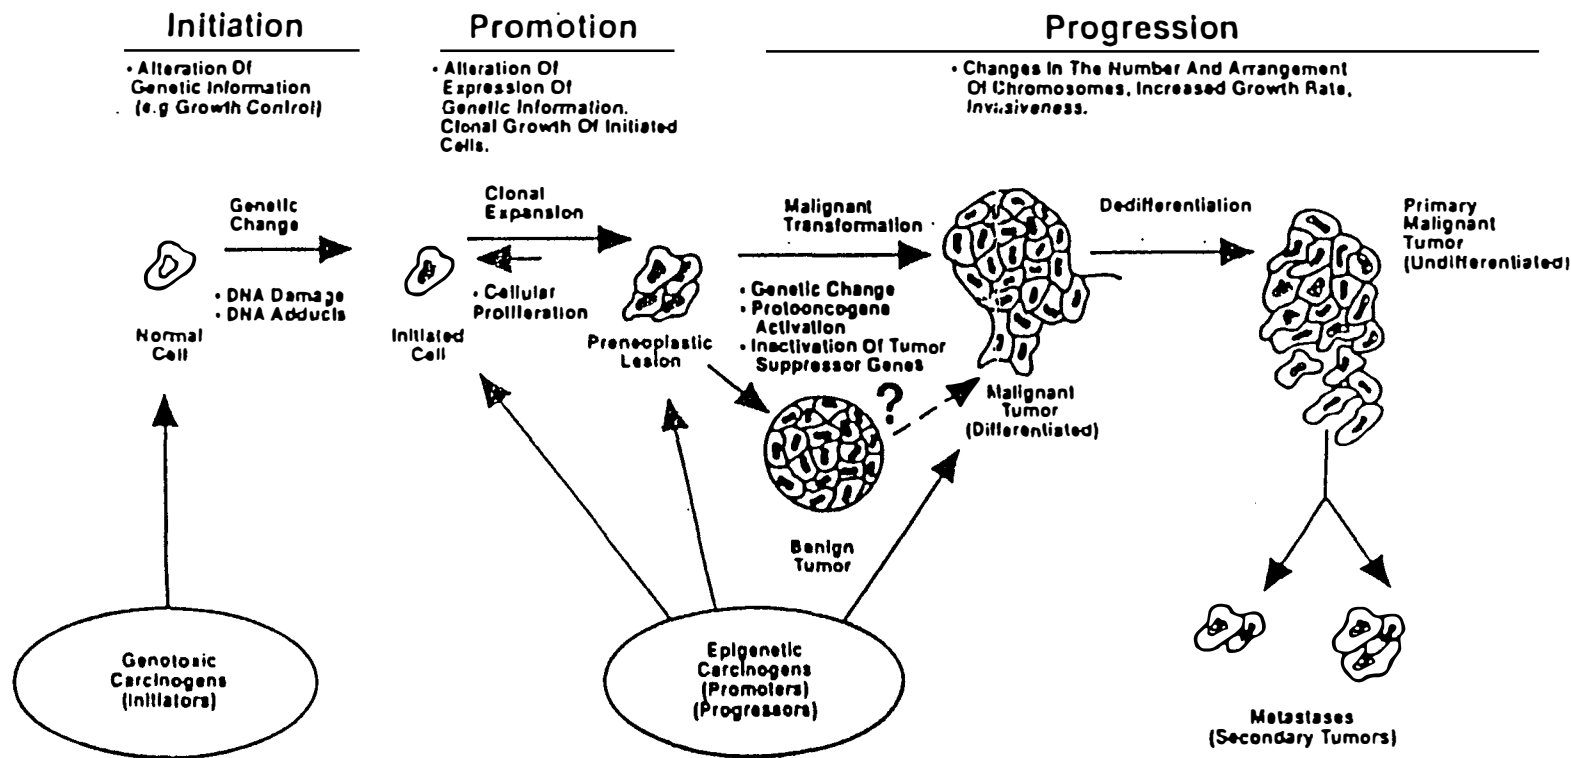 Initiation
• Alteration Of
Genetic Information
(e.g Growth Control)
Promotion
• Alteration Of
Expression Of
Genetic Information.
Clonal Growth Of Initiated
Cells.
Progression
• Changes In The Number And Arrangement
Of Chromosomes, Increased Growth Rate,
Invasiveness.
Genetic
Change
• DNA Damage
• DNA Adducts
Normal
Cell
Clonal
Expansion
• Cellular
Proliferation
Initiated
Cell
Preneoplastic
Lesion
Malignant
Transformation
• Genetic Change
• Protooncogene
Activation
• Inactivation Of Tumor
Suppressor Genes
?
Benign
Tumor
Malignant
Tumor
(Differentiated)
Dedifferentiation
Primary
Malignant
Tumor
(Undifferentiated)
Genotoxic
Carcinogens
(Initiators)
Epigenetic
Carcinogens
(Promoters)
(Progressors)
Metastases
(Secondary Tumors)